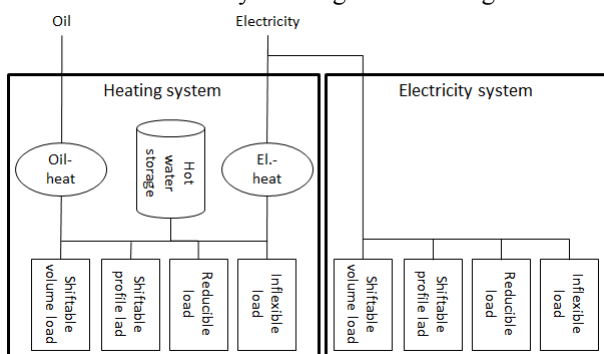 Oil
Electricity
Heating system
Electricity system
Oil-
heat
Hot
water
storage
El.-
heat
Shiftable
volume load
Shiftable
profile lad
Reducible
load
Inflexible
load
Shiftable
volume load
Shiftable
profile lad
Reducible
load
Inflexible
load